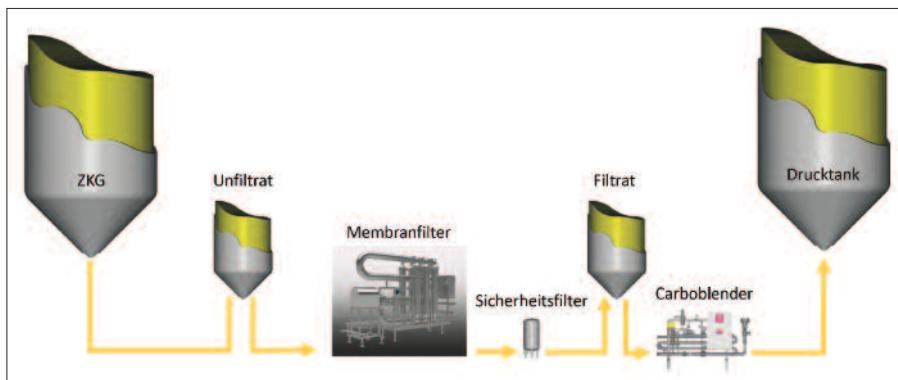 ZKG
Unfiltrat
Membranfilter
Sicherheitsfilter
Filtrat
Carboblender
Drucktank